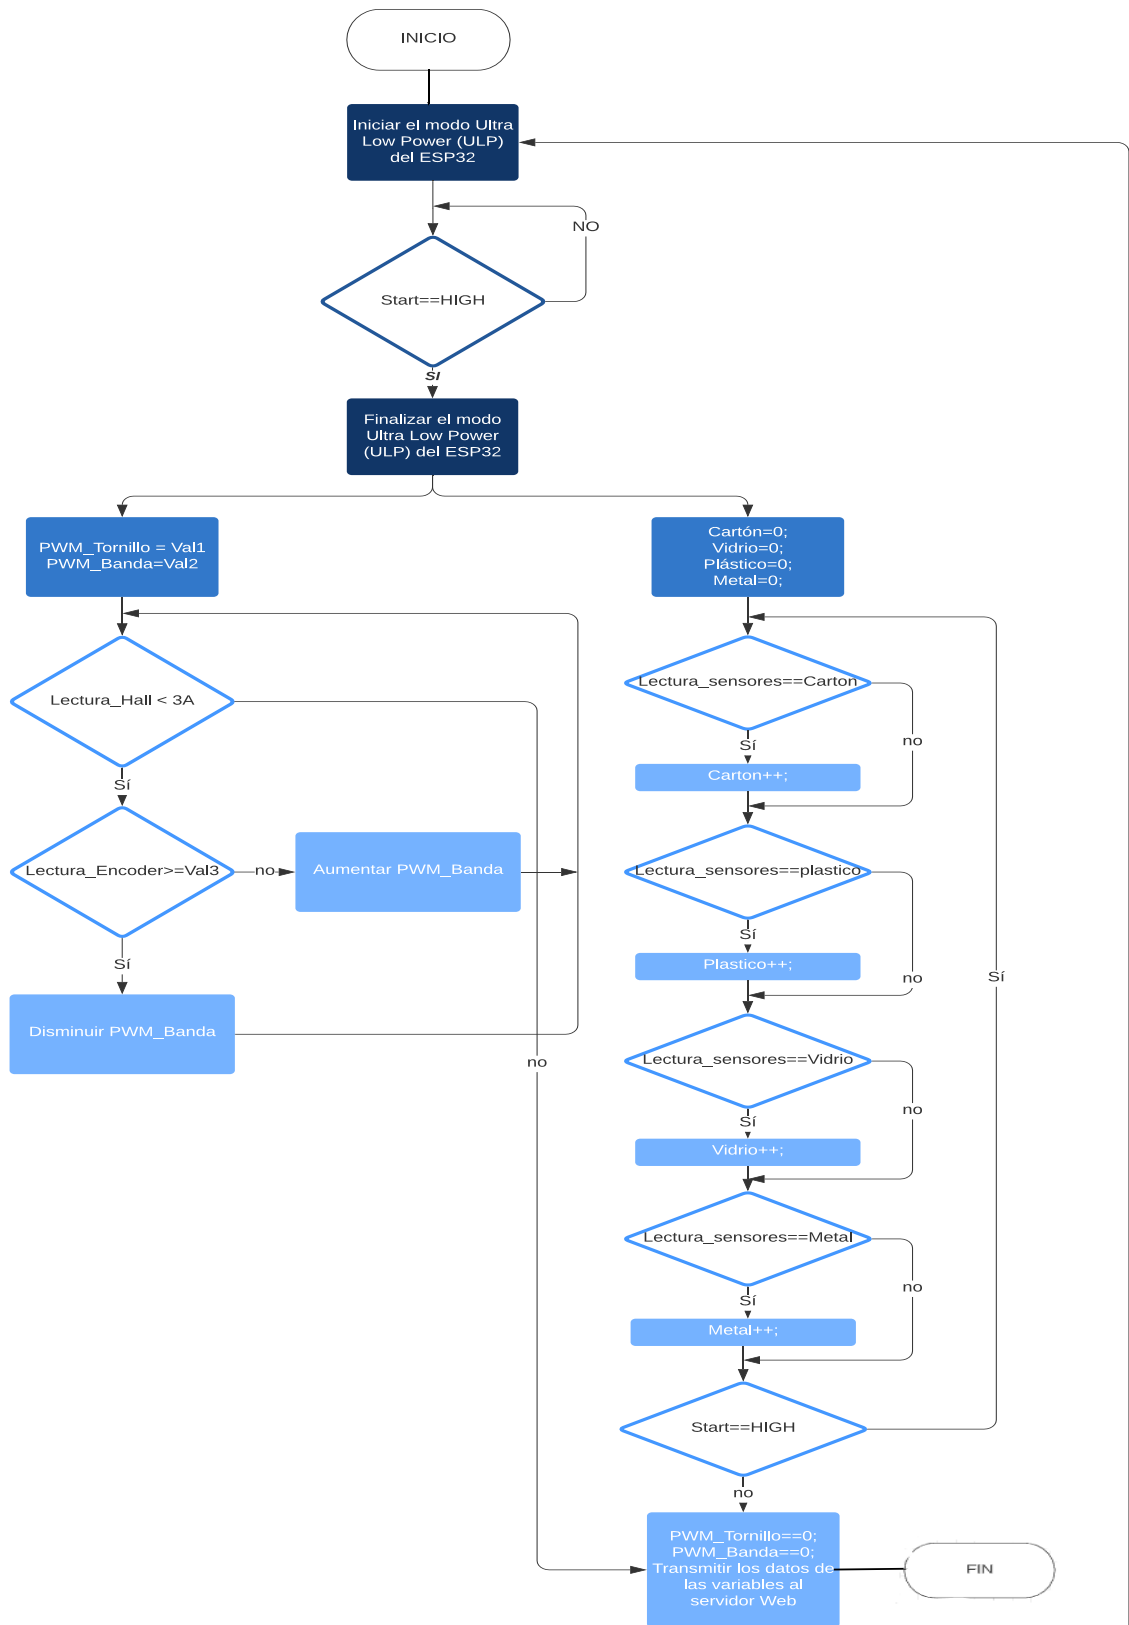 INICIO
Iniciar el modo Ultra
Low Power (ULP)
del ESP32
NO
Start==HIGH
SI
Finalizar el modo
Ultra Low Power
(ULP) del ESP32
PWM_Tornillo = Val1
PWM_Banda=Val2
Lectura_Hall < 3A
Sí
Lectura_Encoder>=Val3
no
Aumentar PWM_Banda
Sí
Disminuir PWM_Banda
no
Cartón=0;
Vidrio=0;
Plástico=0;
Metal=0;
Lectura_sensores==Carton
no
Sí
Carton++;
Lectura_sensores==plastico
Sí
no
Plastico++;
Sí
Lectura_sensores==Vidrio
no
Sí
Vidrio++;
Lectura_sensores==Metal
no
Sí
Metal++;
Start==HIGH
no
PWM_Tornillo==0;
PWM_Banda==0;
Transmitir los datos de
las variables al
servidor Web
FIN